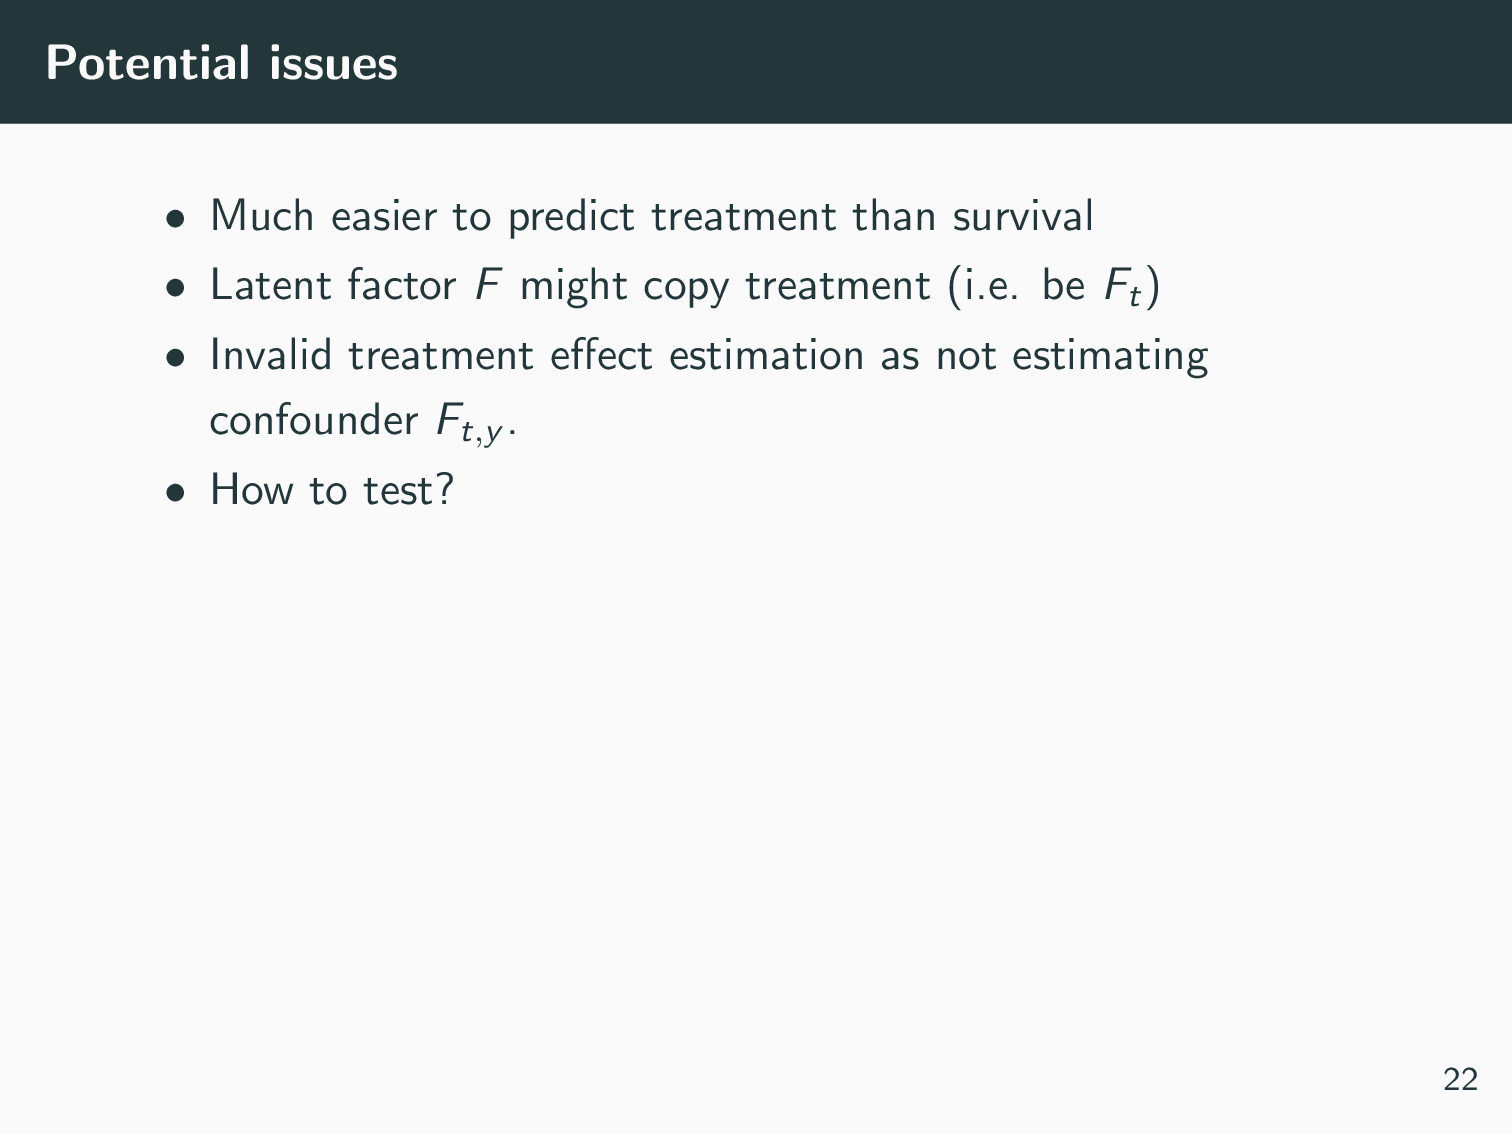 Potential issues
• Much easier to predict treatment than survival
• Latent factor F might copy treatment (i.e. be F_t)
• Invalid treatment effect estimation as not estimating
confounder F_{t,y}.
• How to test?
22